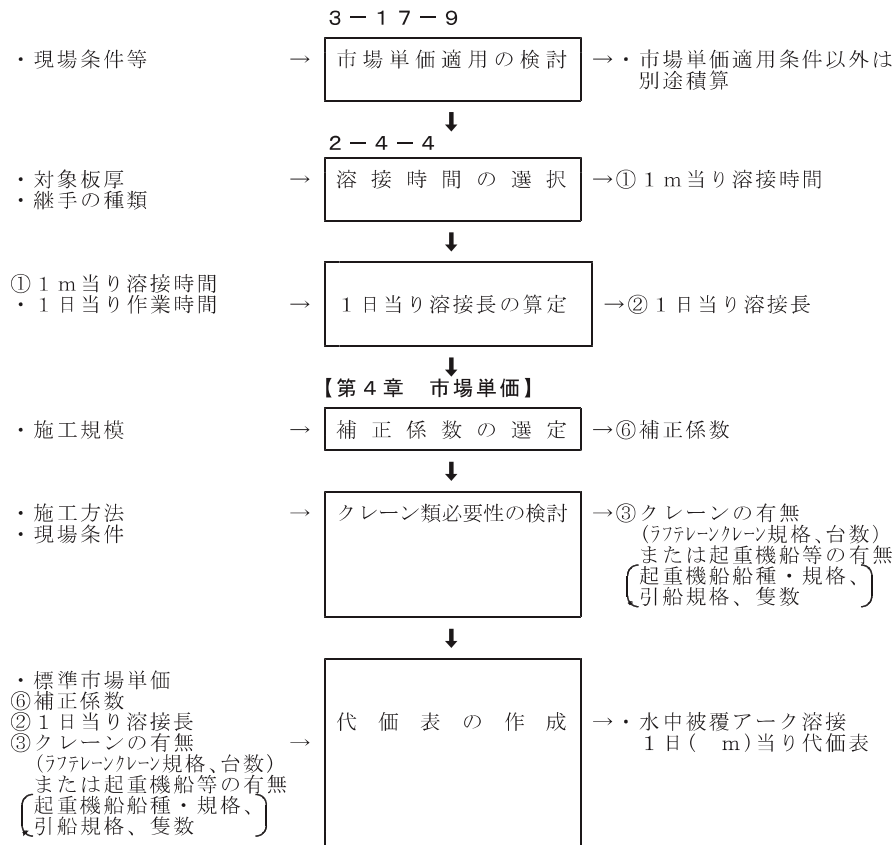 3－17－9
・現場条件等 → 市場単価適用の検討 →・市場単価適用条件以外は
別途積算
⬇
2－4－4
・対象板厚 → 溶接時間の選択 →①1m当り溶接時間
・継手の種類
⬇
①1m当り溶接時間
・1日当り作業時間 → 1日当り溶接長の算定 →②1日当り溶接長
⬇
【第4章 市場単価】
・施工規模 → 補正係数の選定 →⑥補正係数
⬇
・施工方法 → クレーン類必要性の検討 →③クレーンの有無
・現場条件
(ﾗﾌﾃﾚｰﾝｸﾚｰﾝ規格、台数)
または起重機船等の有無
起重機船船種・規格、
引船規格、隻数
⬇
・標準市場単価
⑥補正係数
②1日当り溶接長 代価表の作成 →・水中被覆アーク溶接
③クレーンの有無 → 1日( m)当り代価表
(ﾗﾌﾃﾚｰﾝｸﾚｰﾝ規格、台数)
または起重機船等の有無
起重機船船種・規格、
引船規格、隻数